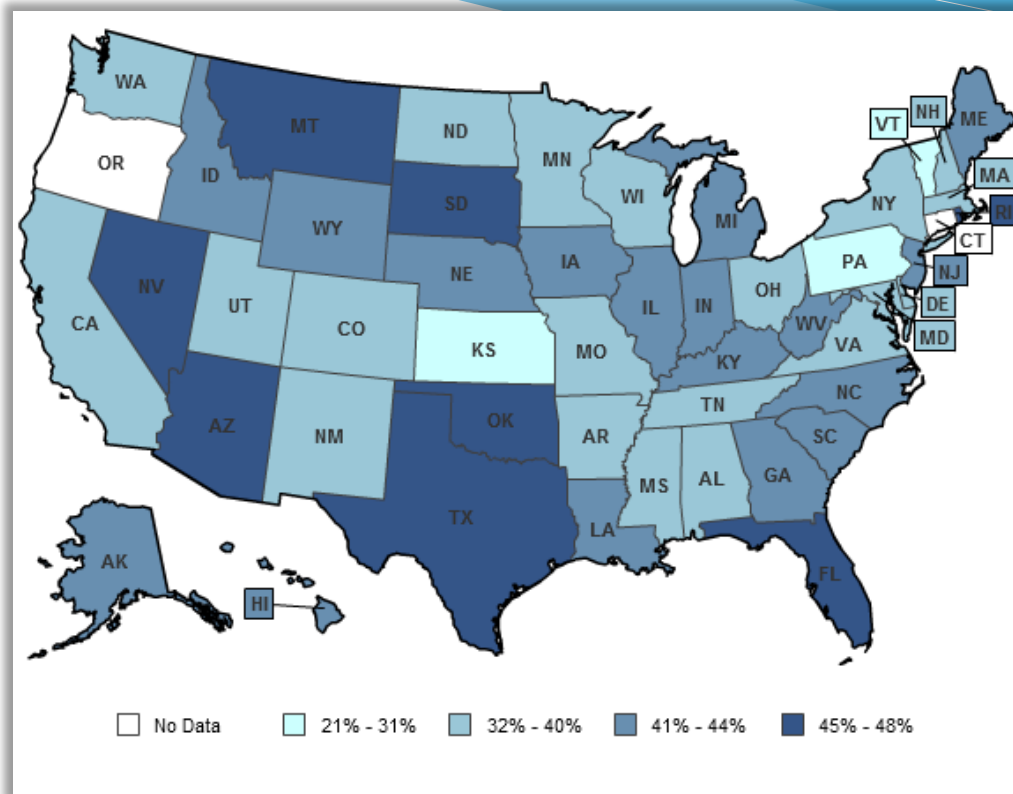 WA
MT
ND
MN
VT
NH
ME
OR
ID
SD
WI
MI
NY
MA
RI
CT
WY
NE
IA
PA
NJ
NV
UT
CO
KS
IL
IN
OH
DE
MD
CA
MO
KY
WV
VA
AZ
NM
OK
AR
TN
NC
SC
MS
AL
GA
TX
LA
FL
AK
HI
No Data
21% - 31%
32% - 40%
41% - 44%
45% - 48%